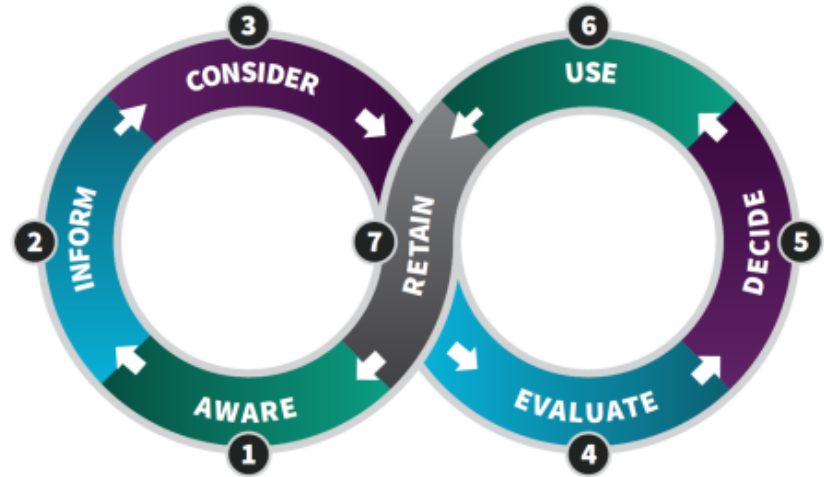 3
CONSIDER
6
USE
2
INFORM
7
RETAIN
5
DECIDE
1
AWARE
4
EVALUATE